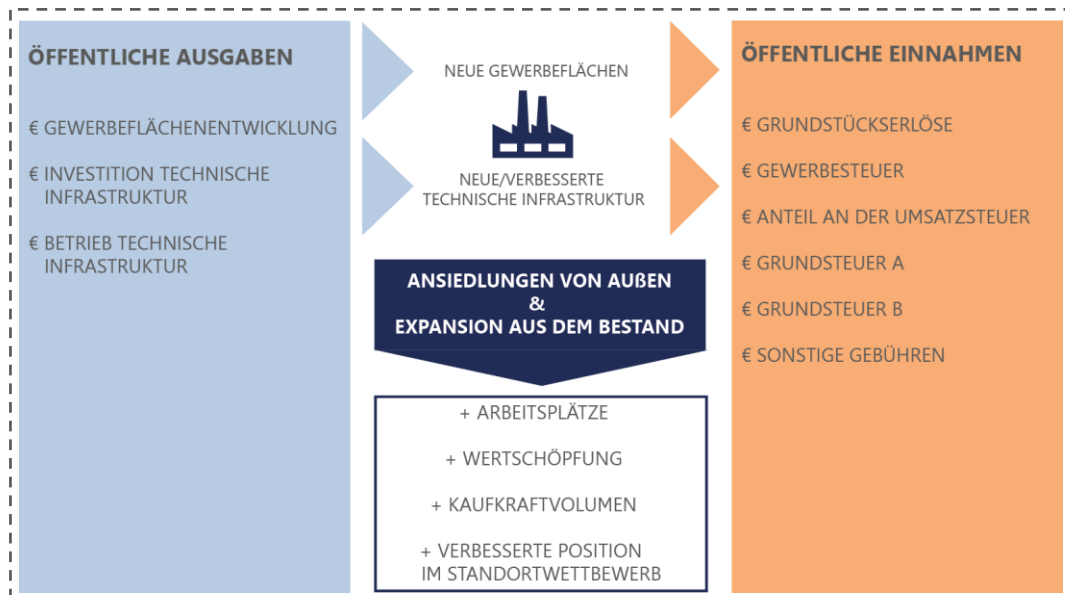 ÖFFENTLICHE AUSGABEN
€ GEWERBEFLÄCHENENTWICKLUNG
€ INVESTITION TECHNISCHE
INFRASTRUKTUR
€ BETRIEB TECHNISCHE
INFRASTRUKTUR
NEUE GEWERBEFLÄCHEN
NEUE/VERBESSERTE
TECHNISCHE INFRASTRUKTUR
ANSIEDLUNGEN VON AUßEN
&
EXPANSION AUS DEM BESTAND
+ ARBEITSPLÄTZE
+ WERTSCHÖPFUNG
+ KAUFKRAFTVOLUMEN
+ VERBESSERTE POSITION
IM STANDORTWETTBEWERB
ÖFFENTLICHE EINNAHMEN
€ GRUNDSTÜCKSERLÖSE
€ GEWERBESTEUER
€ ANTEIL AN DER UMSATZSTEUER
€ GRUNDSTEUER A
€ GRUNDSTEUER B
€ SONSTIGE GEBÜHREN